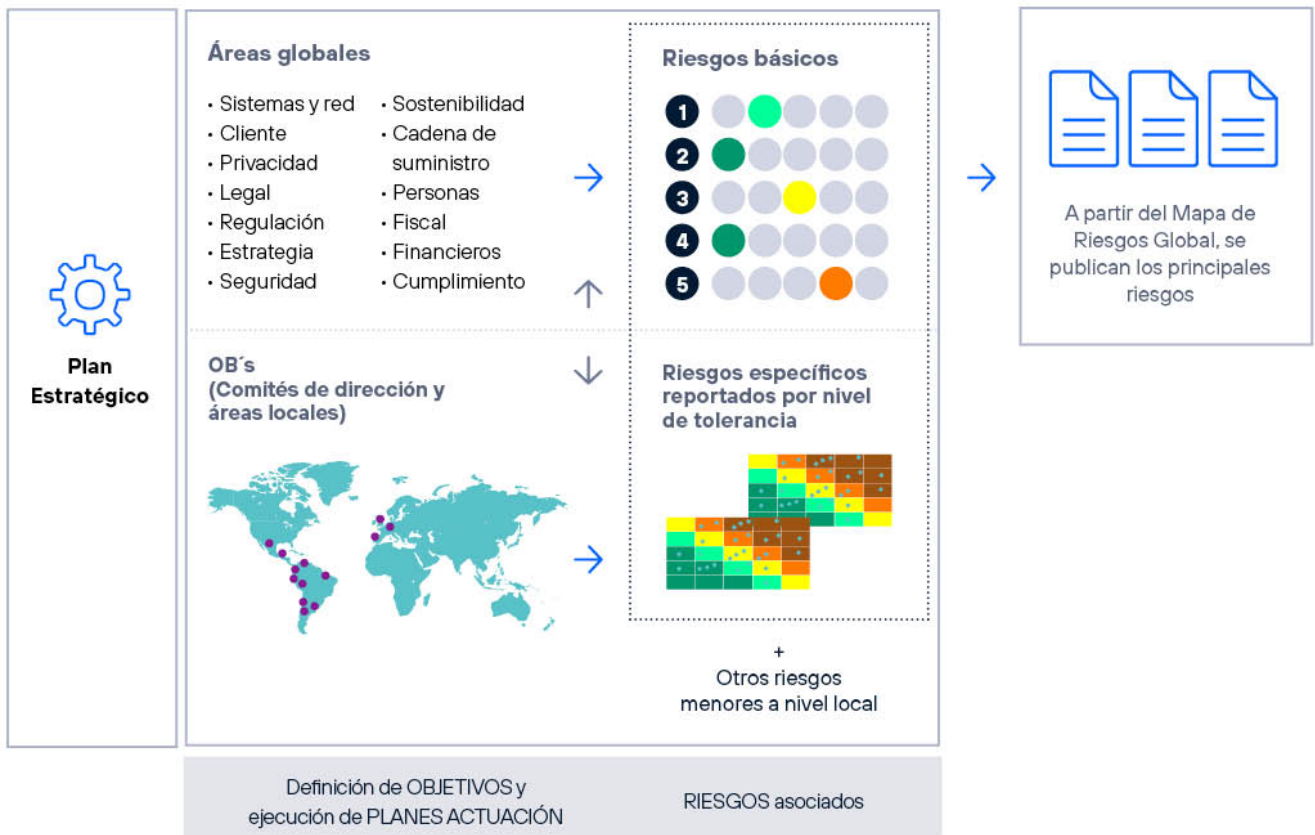 Plan
Estratégico
Áreas globales
· Sistemas y red
· Cliente
· Privacidad
· Legal
· Regulación
· Estrategia
· Seguridad
· Sostenibilidad
· Cadena de
suministro
· Personas
· Fiscal
· Financieros
· Cumplimiento
Riesgos básicos
1
2
3
4
5
OB´s
(Comités de dirección y
áreas locales)
Riesgos específicos
reportados por nivel
de tolerancia
+
Otros riesgos
menores a nivel local
A partir del Mapa de
Riesgos Global, se
publican los principales
riesgos
Definición de OBJETIVOS y
ejecución de PLANES ACTUACIÓN
RIESGOS asociados